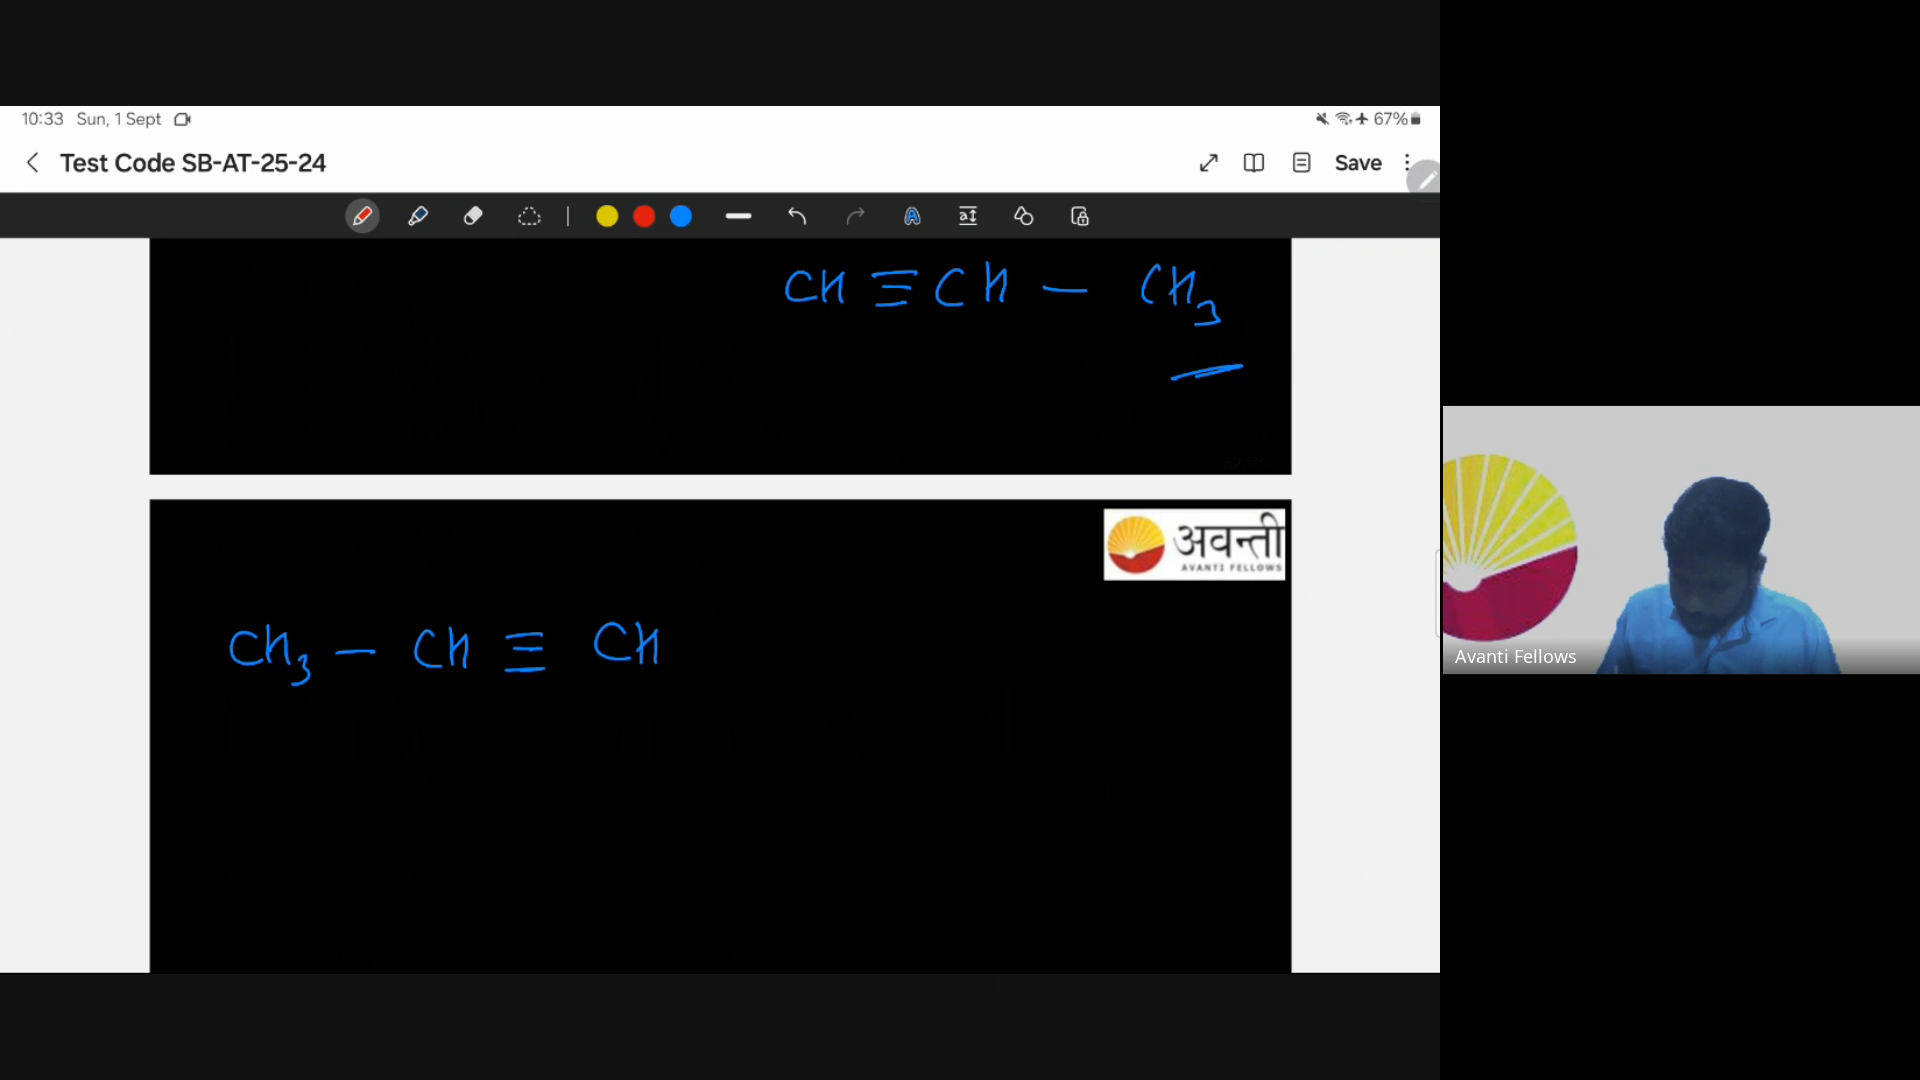 10:33 Sun, 1 Sept 67%
Test Code SB-AT-25-24 Save
CH ≡ CH — CH₃
अवन्ती
AVANTI FELLOWS
CH₃ — CH ≡ CH
Avanti Fellows